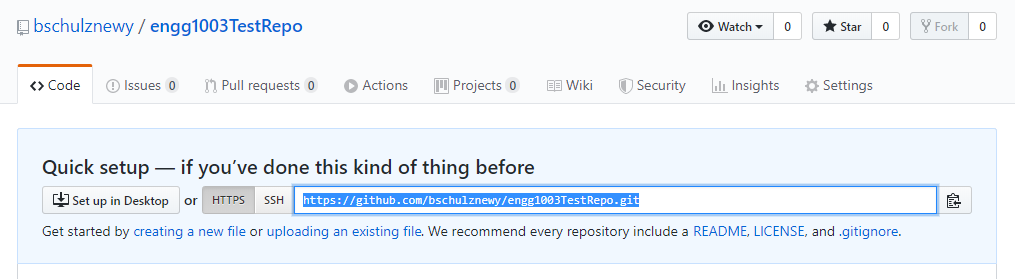 bschulznewy / engg1003TestRepo Watch 0 Star 0 Fork 0
Code Issues 0 Pull requests 0 Actions Projects 0 Wiki Security Insights Settings
Quick setup — if you’ve done this kind of thing before
Set up in Desktop or HTTPS SSH https://github.com/bschulznewy/engg1003TestRepo.git
Get started by creating a new file or uploading an existing file. We recommend every repository include a README, LICENSE, and .gitignore.